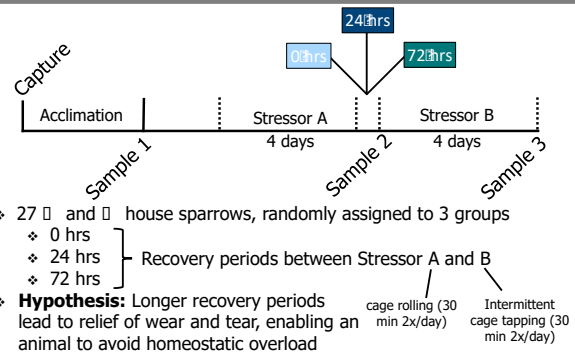 24 hrs
0 hrs
72 hrs
Capture
Acclimation
Stressor A
Stressor B
4 days
4 days
Sample 1
Sample 2
Sample 3
❖ 27 ▯ and ▯ house sparrows, randomly assigned to 3 groups
❖ 0 hrs
❖ 24 hrs
❖ 72 hrs
Recovery periods between Stressor A and B
❖ Hypothesis: Longer recovery periods
lead to relief of wear and tear, enabling an
animal to avoid homeostatic overload
cage rolling (30
min 2x/day)
Intermittent
cage tapping (30
min 2x/day)